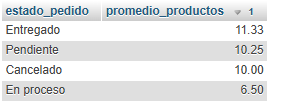 estado_pedido promedio_productos 1
Entregado 11.33
Pendiente 10.25
Cancelado 10.00
En proceso 6.50